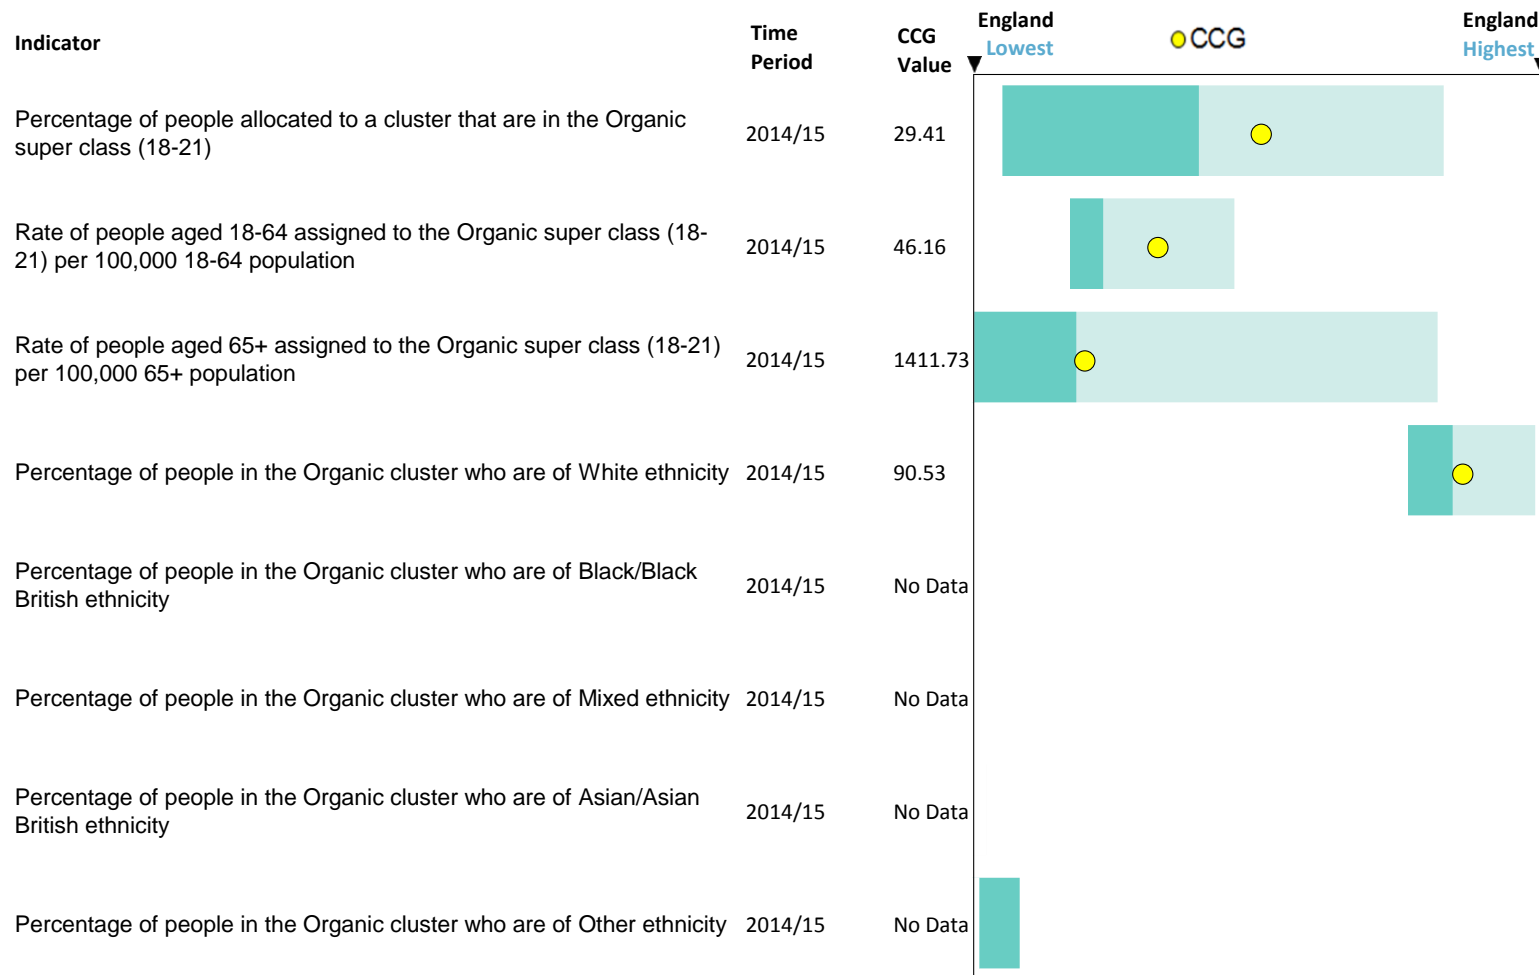 Indicator
Time Period
CCG Value
England Lowest
CCG
England Highest
Percentage of people allocated to a cluster that are in the Organic
super class (18-21)
2014/15
29.41
Rate of people aged 18-64 assigned to the Organic super class (18-
21) per 100,000 18-64 population
2014/15
46.16
Rate of people aged 65+ assigned to the Organic super class (18-21)
per 100,000 65+ population
2014/15
1411.73
Percentage of people in the Organic cluster who are of White ethnicity
2014/15
90.53
Percentage of people in the Organic cluster who are of Black/Black
British ethnicity
2014/15
No Data
Percentage of people in the Organic cluster who are of Mixed ethnicity
2014/15
No Data
Percentage of people in the Organic cluster who are of Asian/Asian
British ethnicity
2014/15
No Data
Percentage of people in the Organic cluster who are of Other ethnicity
2014/15
No Data